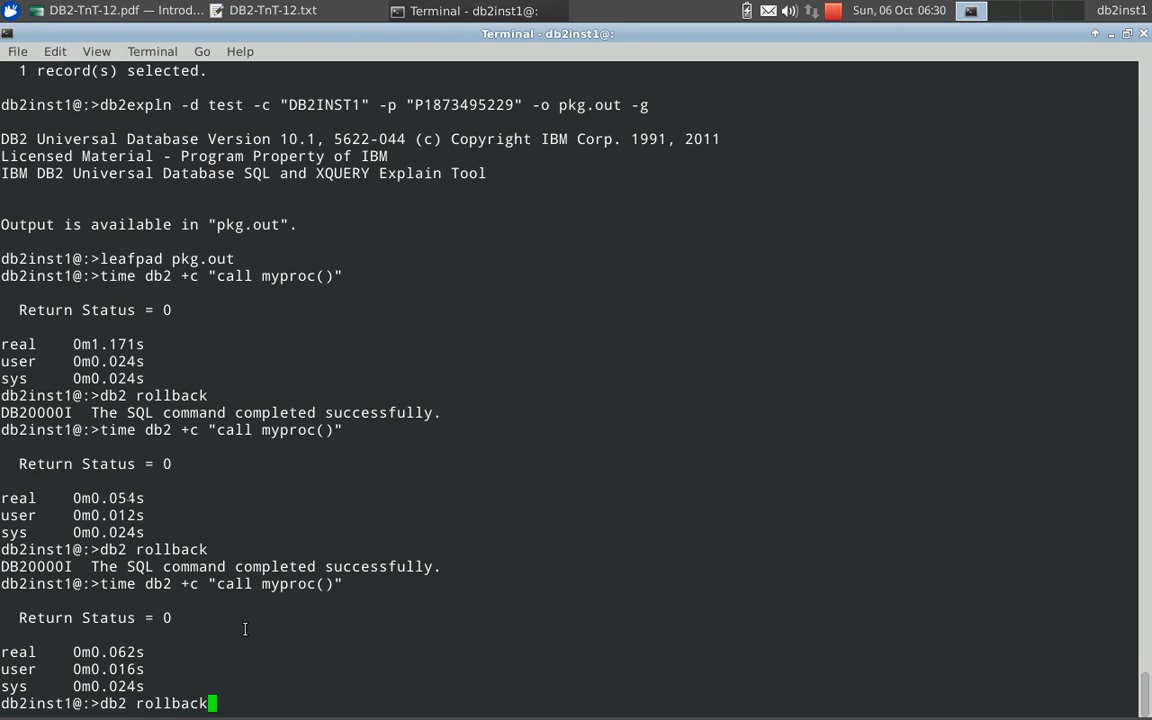 DB2-TnT-12.pdf — Introd... DB2-TnT-12.txt Terminal - db2inst1@: Sun, 06 Oct 06:30 db2inst1
Terminal - db2inst1@:
File Edit View Terminal Go Help
1 record(s) selected.
db2inst1@:>db2expln -d test -c "DB2INST1" -p "P1873495229" -o pkg.out -g
DB2 Universal Database Version 10.1, 5622-044 (c) Copyright IBM Corp. 1991, 2011
Licensed Material - Program Property of IBM
IBM DB2 Universal Database SQL and XQUERY Explain Tool
Output is available in "pkg.out".
db2inst1@:>leafpad pkg.out
db2inst1@:>time db2 +c "call myproc()"
Return Status = 0
real 0m1.171s
user 0m0.024s
sys 0m0.024s
db2inst1@:>db2 rollback
DB20000I The SQL command completed successfully.
db2inst1@:>time db2 +c "call myproc()"
Return Status = 0
real 0m0.054s
user 0m0.012s
sys 0m0.024s
db2inst1@:>db2 rollback
DB20000I The SQL command completed successfully.
db2inst1@:>time db2 +c "call myproc()"
Return Status = 0
real 0m0.062s
user 0m0.016s
sys 0m0.024s
db2inst1@:>db2 rollback